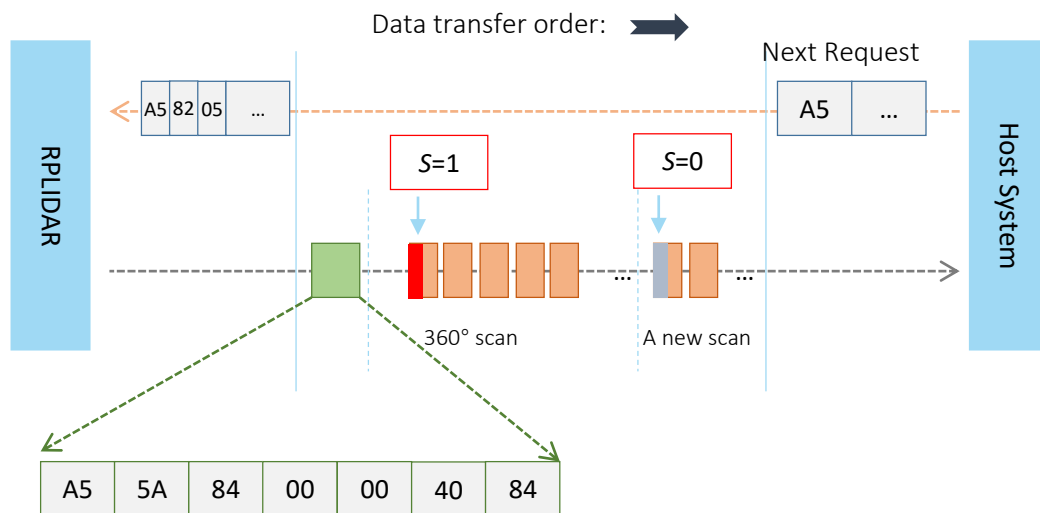 Data transfer order:
Next Request
A5 82 05 ...
A5 ...
RPLIDAR
Host System
S=1
S=0
... ...
360° scan
A new scan
A5 5A 84 00 00 40 84